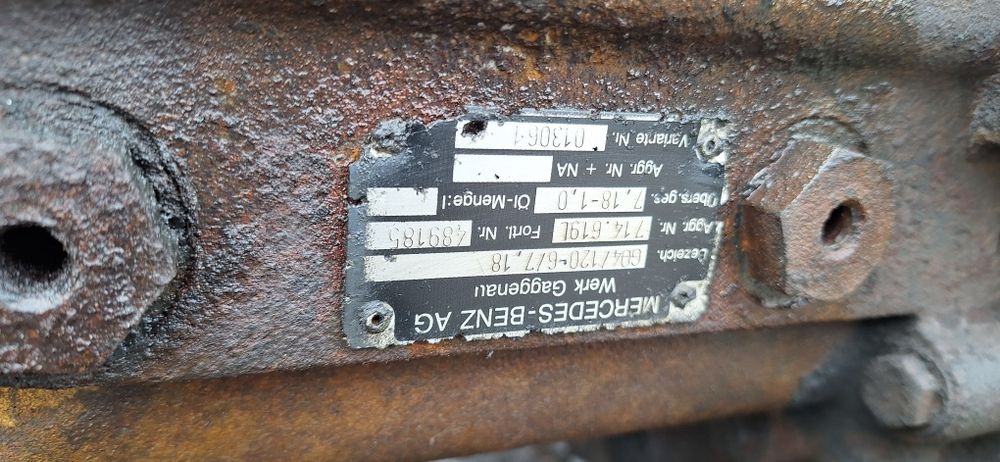 MERCEDES-BENZ AG
Werk Gaggenau
Bezeich. G04/120-6/7,18
Aggr. Nr. 714.619L Fortl. Nr. 489185
Übers.ges. 7,18-1,0 Öl-Menge:l
Aggr. Nr. + NA
Variante Nr. 013061